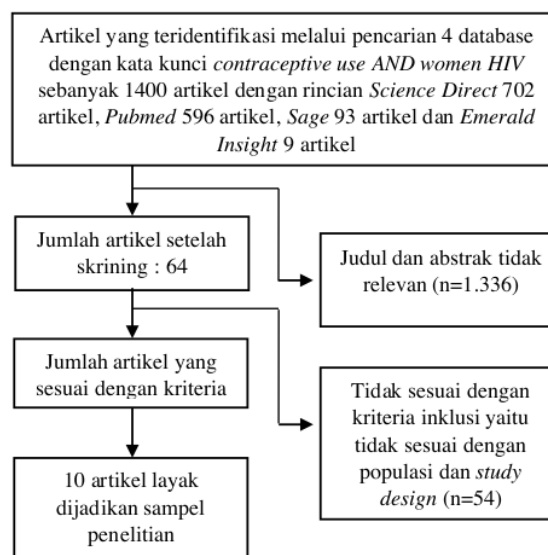 Artikel yang teridentifikasi melalui pencarian 4 database
dengan kata kunci contraceptive use AND women HIV
sebanyak 1400 artikel dengan rincian Science Direct 702
artikel, Pubmed 596 artikel, Sage 93 artikel dan Emerald
Insight 9 artikel
Jumlah artikel setelah
skrining : 64
Judul dan abstrak tidak
relevan (n=1.336)
Jumlah artikel yang
sesuai dengan kriteria
Tidak sesuai dengan
kriteria inklusi yaitu
tidak sesuai dengan
populasi dan study
design (n=54)
10 artikel layak
dijadikan sampel
penelitian